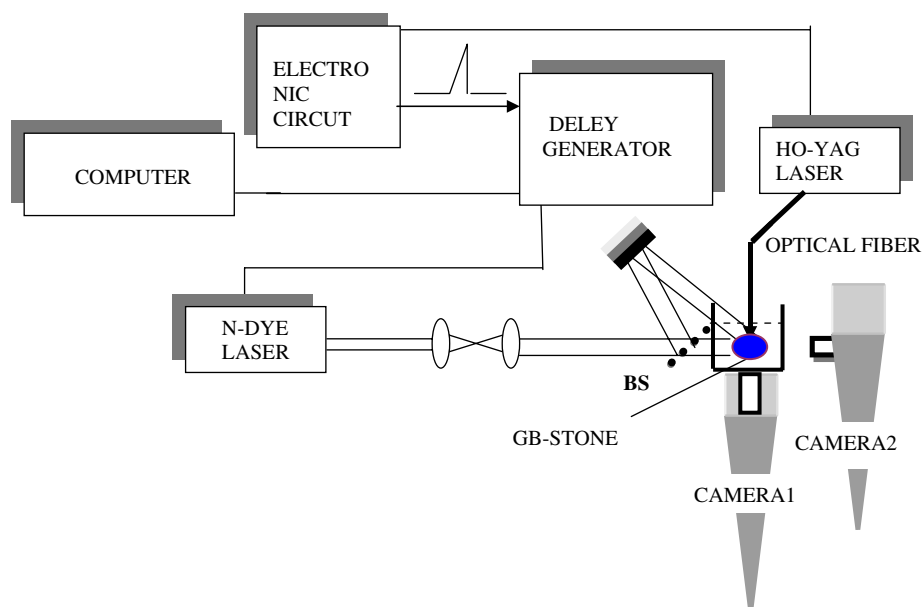 ELECTRO
NIC
CIRCUT
DELEY
GENERATOR
HO-YAG
LASER
COMPUTER
OPTICAL FIBER
N-DYE
LASER
BS
GB-STONE
CAMERA2
CAMERA1